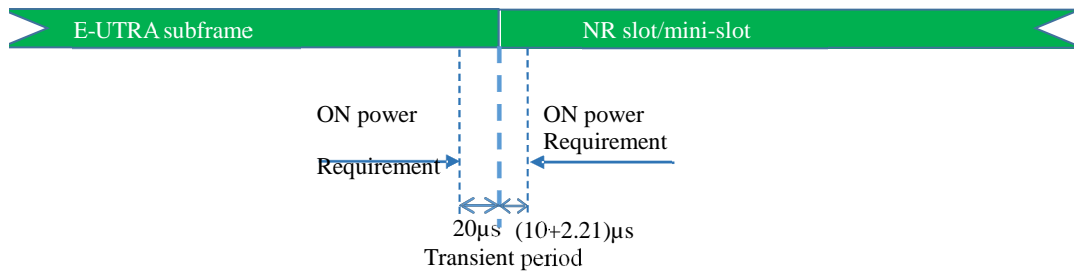 E-UTRA subframe
NR slot/mini-slot
ON power
Requirement
ON power
Requirement
20µs
(10+2.21)µs
Transient period